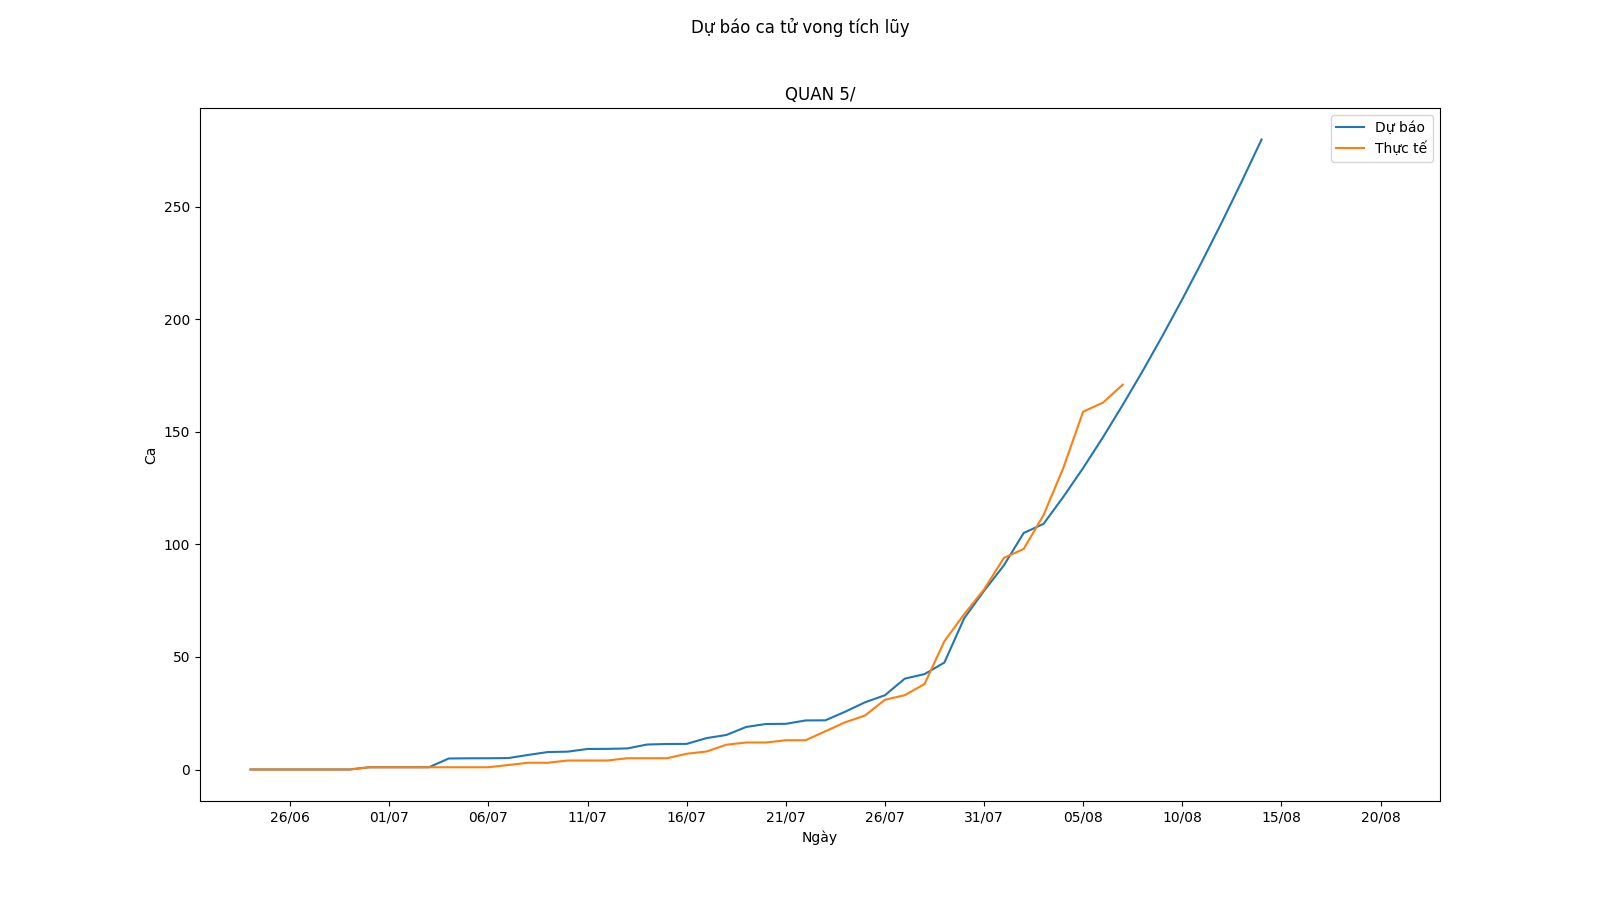 Dự báo ca tử vong tích lũy
QUAN 5/
Dự báo
Thực tế
250
200
150
100
50
0
Ca
26/06 01/07 06/07 11/07 16/07 21/07 26/07 31/07 05/08 10/08 15/08 20/08
Ngày